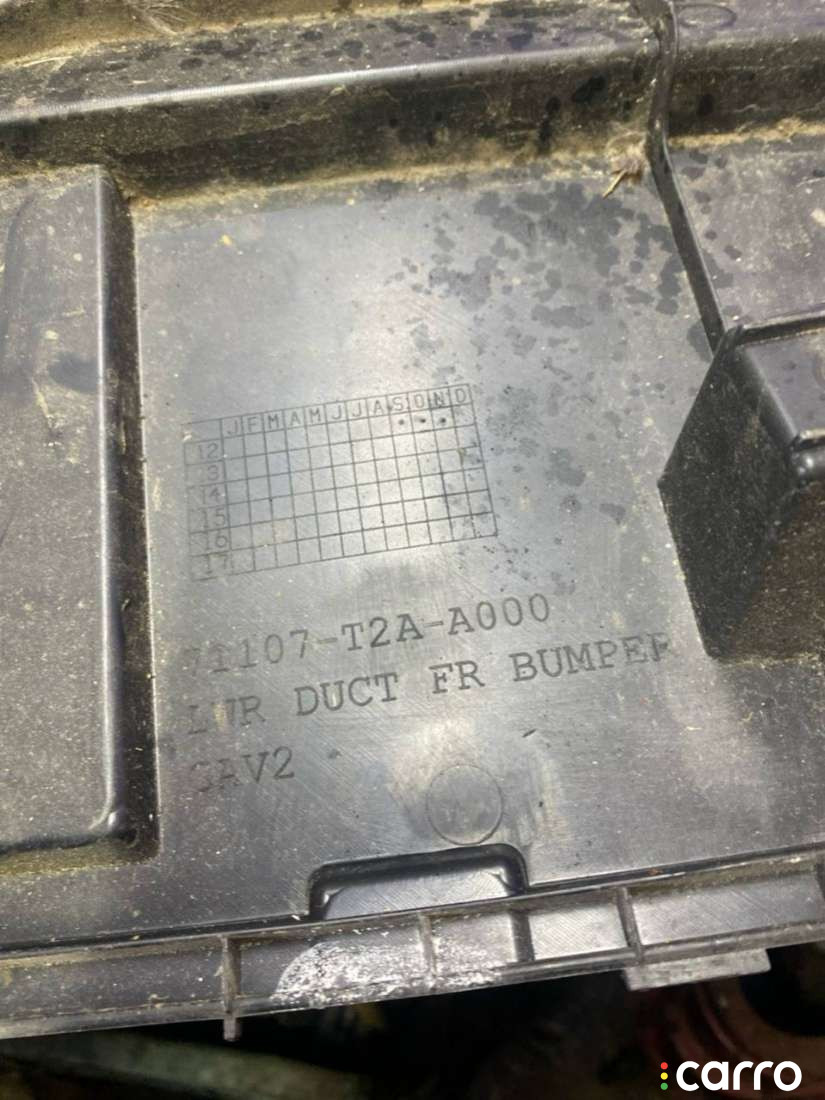 J F M A M J J A S O N D
12
13
14
15
16
17
71107-T2A-A000
LWR DUCT FR BUMPER
CAV2
carro